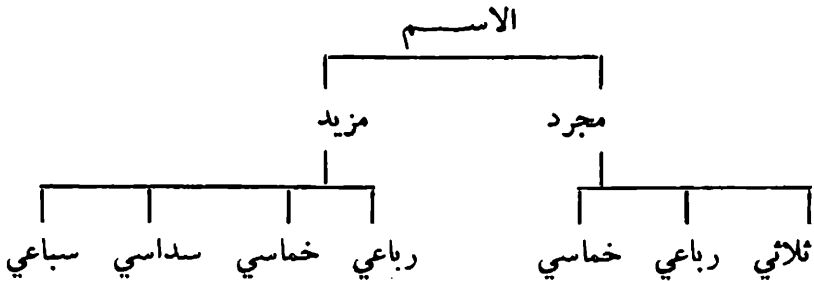 الاسم
مجرد مزيد
ثلاثي رباعي خماسي رباعي خماسي سداسي سباعي